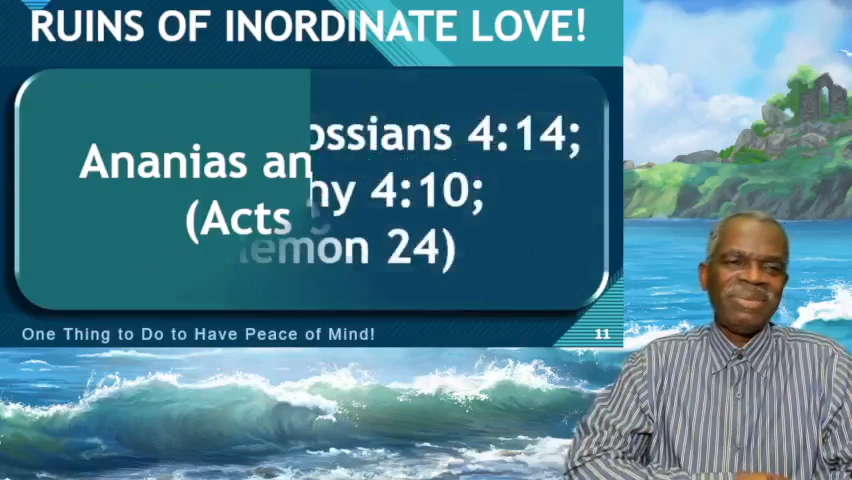 RUINS OF INORDINATE LOVE!
Ananias an
(Acts
ossians 4:14;
hy 4:10;
emon 24)
One Thing to Do to Have Peace of Mind!
11